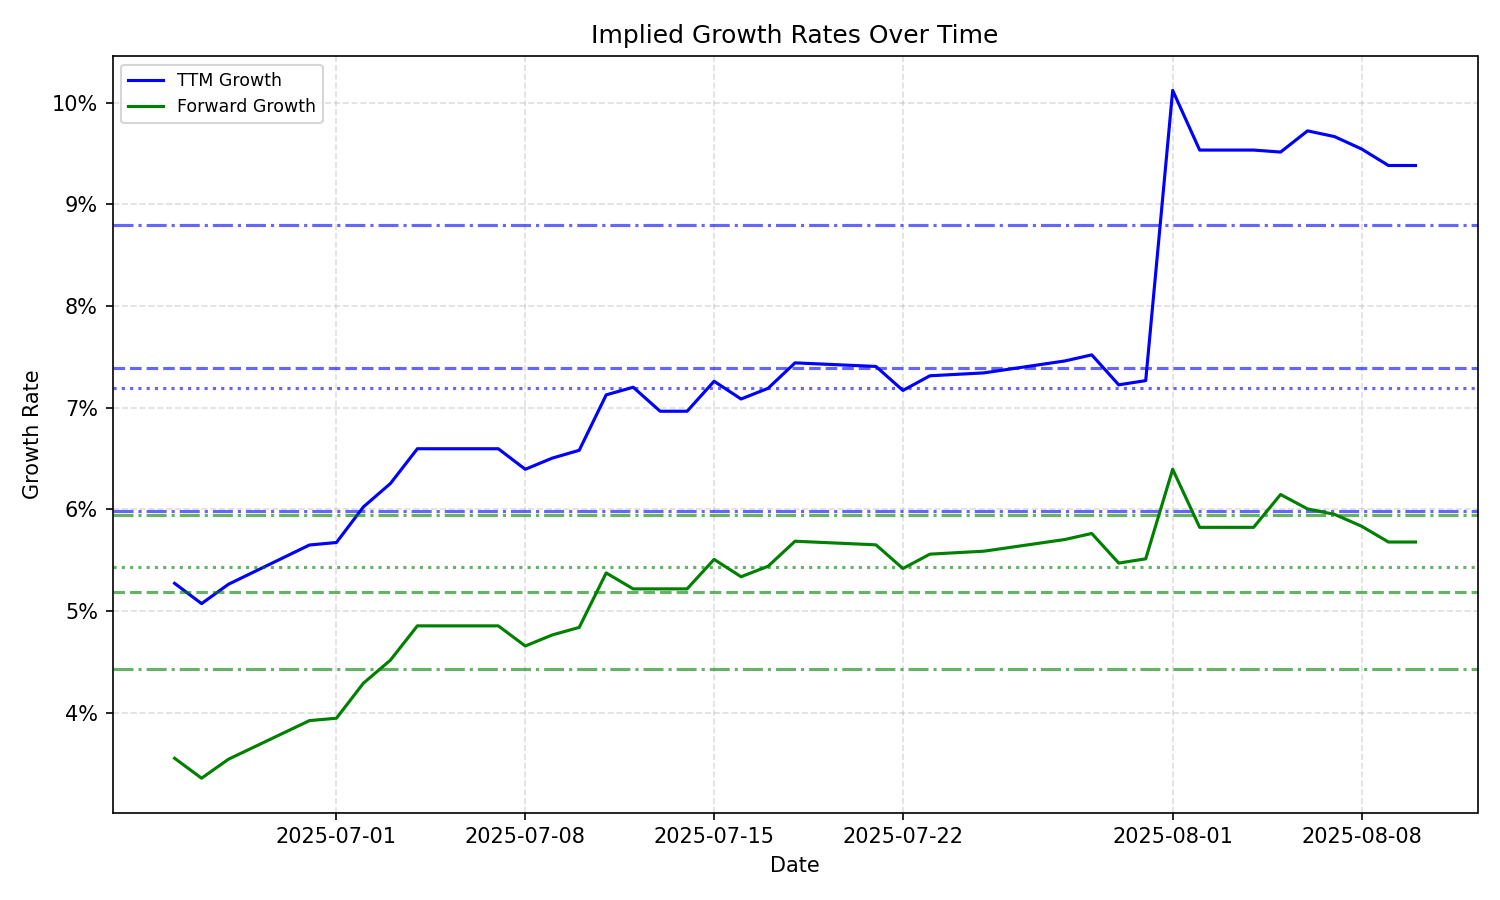 Implied Growth Rates Over Time
TTM Growth
Forward Growth
10%
9%
8%
7%
6%
5%
4%
Growth Rate
2025-07-01
2025-07-08
2025-07-15
2025-07-22
2025-08-01
2025-08-08
Date